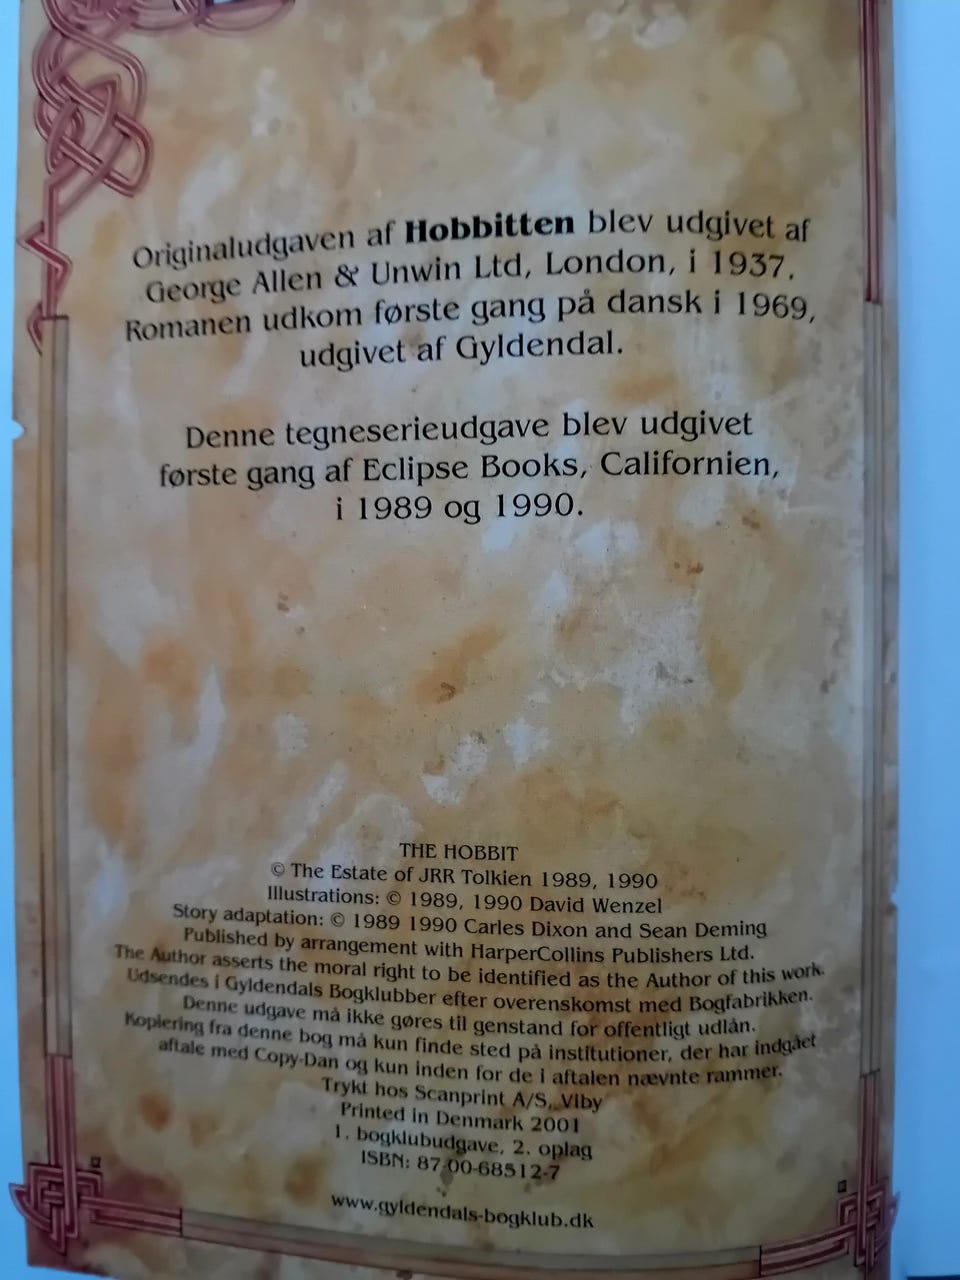 Originaludgaven af Hobbitten blev udgivet af
George Allen & Unwin Ltd, London, i 1937.
Romanen udkom første gang på dansk i 1969,
udgivet af Gyldendal.
Denne tegneserieudgave blev udgivet
første gang af Eclipse Books, Californien,
i 1989 og 1990.
THE HOBBIT
© The Estate of JRR Tolkien 1989, 1990
Illustrations: © 1989, 1990 David Wenzel
Story adaptation: © 1989 1990 Carles Dixon and Sean Deming
Published by arrangement with HarperCollins Publishers Ltd.
The Author asserts the moral right to be identified as the Author of this work.
Udsendes i Gyldendals Bogklubber efter overenskomst med Bogfabrikken.
Denne udgave må ikke gøres til genstand for offentligt udlån.
Kopiering fra denne bog må kun finde sted på institutioner, der har indgået
aftale med Copy-Dan og kun inden for de i aftalen nævnte rammer.
Trykt hos Scanprint A/S, Viby
Printed in Denmark 2001
1. bogklubudgave, 2. oplag
ISBN: 87-00-68512-7
www.gyldendals-bogklub.dk